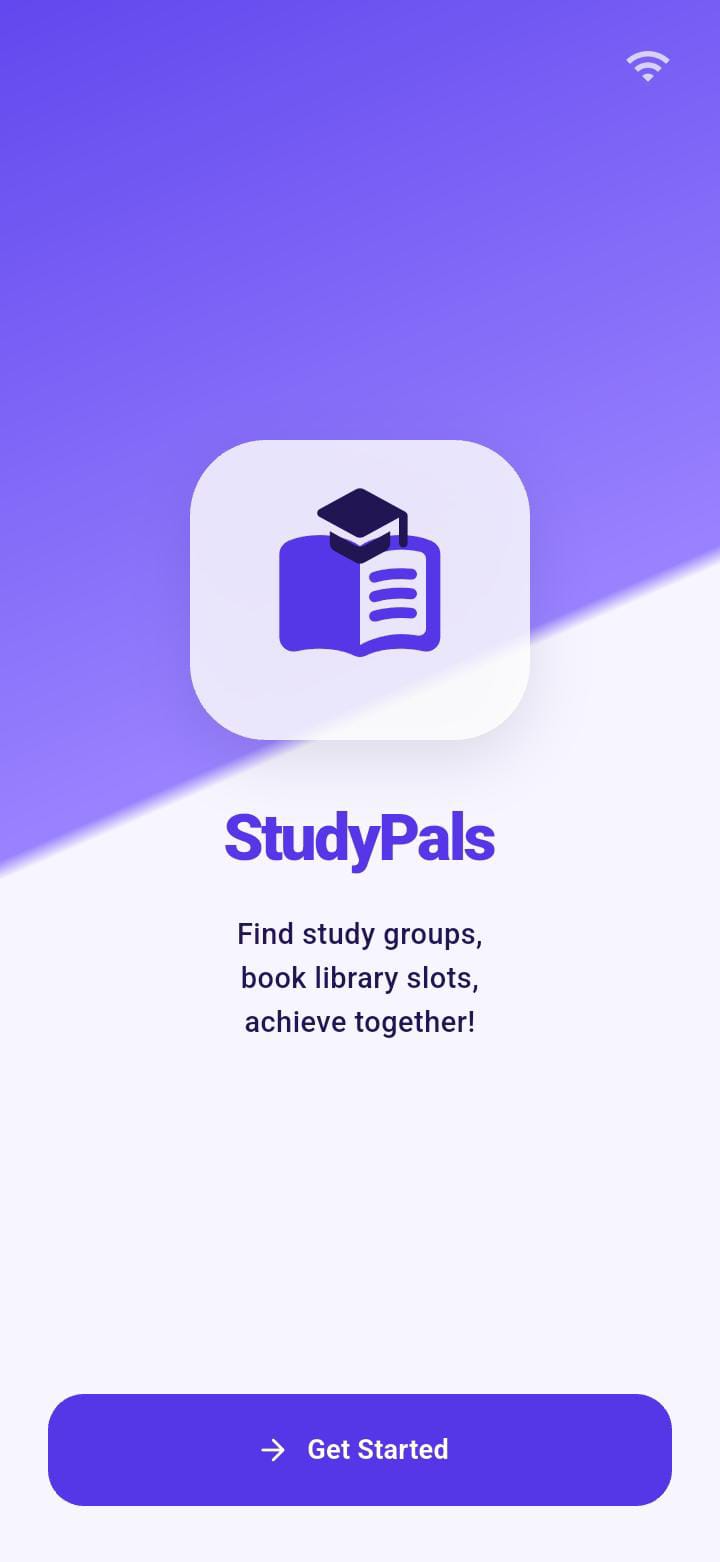 StudyPals
Find study groups,
book library slots,
achieve together!
Get Started